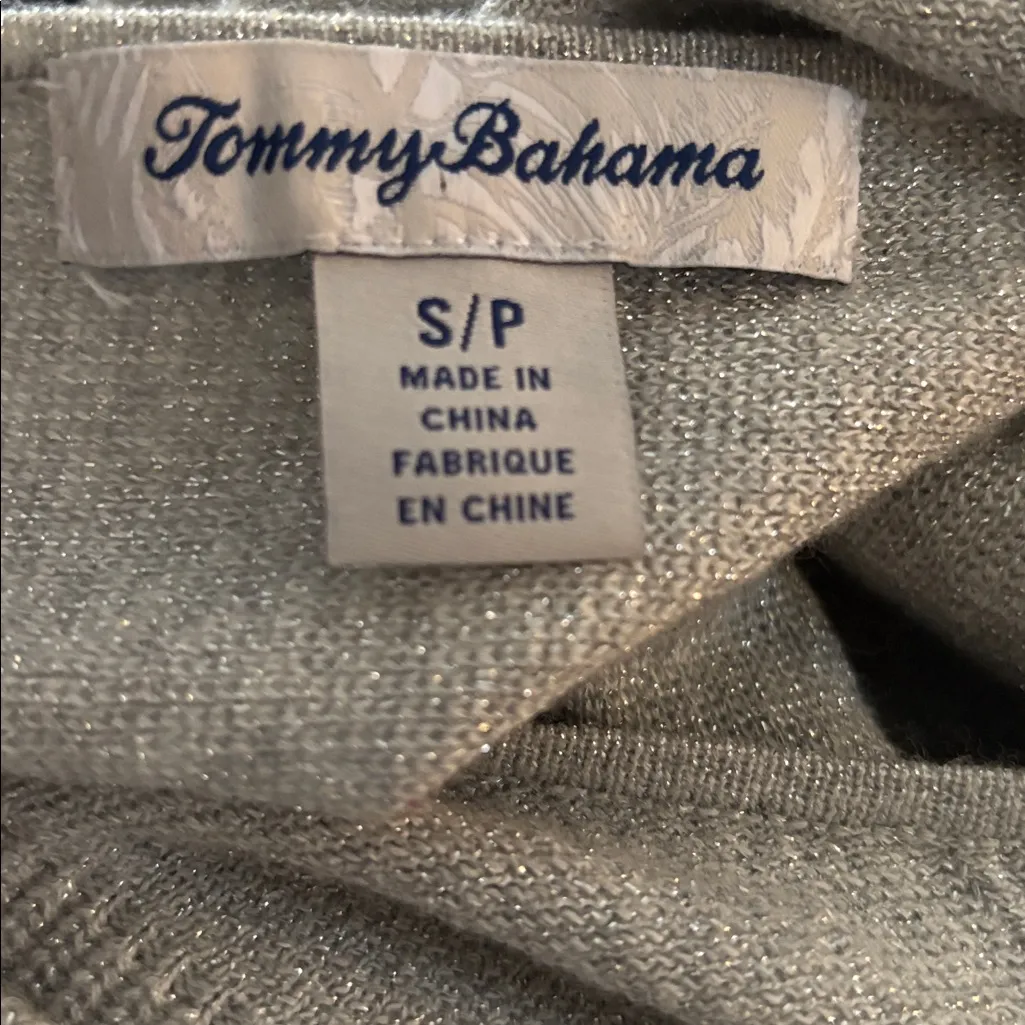 Tommy Bahama
S/P
MADE IN
CHINA
FABRIQUE
EN CHINE